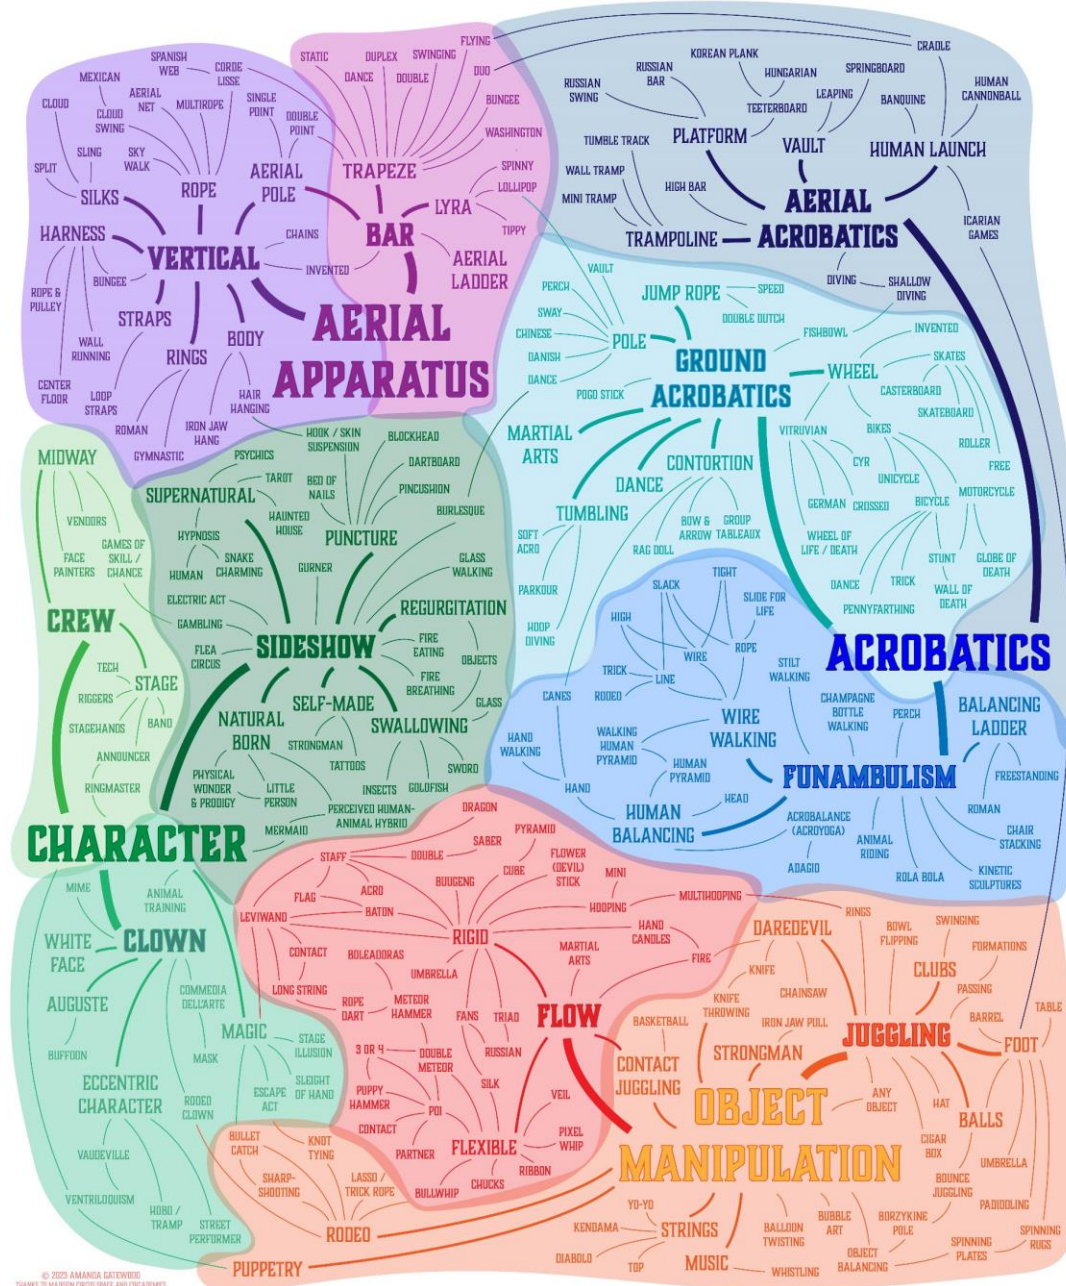 SPANISH
WEB
CORDE
LISSE
MEXICAN
AERIAL
NET
MULTIROPE
SINGLE
POINT
CLOUD
CLOUD
SWING
DOUBLE
POINT
SLING
SKY
WALK
SPLIT
SILKS
ROPE
AERIAL
POLE
HARNESS
VERTICAL
CHAINS
INVENTED
BUNGEE
ROPE &
PULLEY
STRAPS
BODY
WALL
RUNNING
RINGS
CENTER
FLOOR
LOOP
STRAPS
HAIR
HANGING
ROMAN
IRON JAW
HANG
GYMNASTIC
STATIC
DUPLEX
SWINGING
FLYING
DANCE
DOUBLE
DUO
BUNGEE
WASHINGTON
TRAPEZE
SPINNY
LOLLIPOP
LYRA
TIPPY
BAR
AERIAL
LADDER
AERIAL
APPARATUS
CRADLE
KOREAN PLANK
RUSSIAN
BAR
HUNGARIAN
SPRINGBOARD
RUSSIAN
SWING
LEAPING
HUMAN
CANNONBALL
TEETERBOARD
BANQUINE
PLATFORM
TUMBLE TRACK
VAULT
HUMAN LAUNCH
WALL TRAMP
HIGH BAR
MINI TRAMP
AERIAL
ACROBATICS
ICARIAN
GAMES
TRAMPOLINE
DIVING
SHALLOW
DIVING
VAULT
PERCH
JUMP ROPE
SPEED
SWAY
DOUBLE DUTCH
CHINESE
POLE
FISHBOWL
INVENTED
DANISH
GROUND
ACROBATICS
SKATES
DANCE
WHEEL
POGO STICK
CASTERBOARD
SKATEBOARD
MARTIAL
ARTS
VITRUVIAN
BIKES
ROLLER
CONTORTION
CYR
FREE
DANCE
UNICYCLE
MOTORCYCLE
TUMBLING
GERMAN
CROSSED
BICYCLE
BOW &
ARROW
GROUP
TABLEAUX
SOFT
ACRO
RAG DOLL
WHEEL OF
LIFE / DEATH
STUNT
GLOBE OF
DEATH
PARKOUR
DANCE
TRICK
WALL OF
DEATH
PENNYFARTHING
HOOP
DIVING
ACROBATICS
MIDWAY
VENDORS
FACE
PAINTERS
GAMES OF
SKILL /
CHANCE
CREW
TECH
RIGGERS
STAGE
STAGEHANDS
BAND
ANNOUNCER
RINGMASTER
PSYCHICS
HOOK / SKIN
SUSPENSION
BLOCKHEAD
TAROT
DARTBOARD
SUPERNATURAL
BED OF
NAILS
PINCUSHION
HAUNTED
HOUSE
BURLESQUE
HYPNOSIS
PUNCTURE
SNAKE
CHARMING
GLASS
WALKING
HUMAN
GURNER
ELECTRIC ACT
REGURGITATION
GAMBLING
SIDESHOW
FIRE
EATING
FLEA
CIRCUS
OBJECTS
FIRE
BREATHING
SELF-MADE
GLASS
NATURAL
BORN
SWALLOWING
STRONGMAN
TATTOOS
PHYSICAL
WONDER
& PRODIGY
LITTLE
PERSON
SWORD
INSECTS
GOLDFISH
PERCEIVED HUMAN-
ANIMAL HYBRID
MERMAID
CHARACTER
TIGHT
SLACK
SLIDE FOR
LIFE
HIGH
WIRE
ROPE
TRICK
LINE
STILT
WALKING
RODEO
CANES
CHAMPAGNE
BOTTLE
WALKING
PERCH
BALANCING
LADDER
WIRE
WALKING
HAND
WALKING
WALKING
HUMAN
PYRAMID
HUMAN
PYRAMID
FUNAMBULISM
FREESTANDING
HAND
HEAD
ROMAN
HUMAN
BALANCING
ACROBALANCE
(ACROYOGA)
CHAIR
STACKING
ANIMAL
RIDING
ADAGIO
ROLA BOLA
KINETIC
SCULPTURES
MIME
ANIMAL
TRAINING
CLOWN
WHITE
FACE
AUGUSTE
COMMEDIA
DELL'ARTE
MAGIC
BUFFOON
MASK
STAGE
ILLUSION
ECCENTRIC
CHARACTER
ESCAPE
ACT
SLEIGHT
OF HAND
RODEO
CLOWN
VAUDEVILLE
VENTRILOQUISM
HOBO /
TRAMP
STREET
PERFORMER
DRAGON
SABER
PYRAMID
STAFF
DOUBLE
CUBE
FLOWER
(DEVIL)
STICK
BUUGENG
MINI
FLAG
ACRO
HOOPING
MULTIHOOPING
LEVIWAND
BATON
RIGID
HAND
CANDLES
CONTACT
BOLEADORAS
MARTIAL
ARTS
FIRE
UMBRELLA
LONG STRING
ROPE
DART
METEOR
HAMMER
FANS
TRIAD
FLOW
3 OR 4
DOUBLE
METEOR
RUSSIAN
PUPPY
HAMMER
SILK
VEIL
POI
CONTACT
PIXEL
WHIP
PARTNER
FLEXIBLE
RIBBON
BULLWHIP
CHUCKS
RINGS
DAREDEVIL
BOWL
FLIPPING
SWINGING
FORMATIONS
KNIFE
CLUBS
CHAINSAW
PASSING
KNIFE
THROWING
TABLE
BASKETBALL
IRON JAW PULL
BARREL
JUGGLING
FOOT
STRONGMAN
CONTACT
JUGGLING
OBJECT
MANIPULATION
ANY
OBJECT
HAT
BALLS
CIGAR
BOX
UMBRELLA
BOUNCE
JUGGLING
PADIDDLING
BULLET
CATCH
KNOT
TYING
SHARP-
SHOOTING
LASSO /
TRICK ROPE
RODEO
PUPPETRY
YO-YO
KENDAMA
STRINGS
BALLOON
TWISTING
BUBBLE
ART
BORZYKINE
POLE
SPINNING
RUGS
DIABOLO
TOP
MUSIC
WHISTLING
OBJECT
BALANCING
SPINNING
PLATES
© 2023 AMANDA GATEWOOD
THANKS TO MADISON CIRCUS SPACE AND